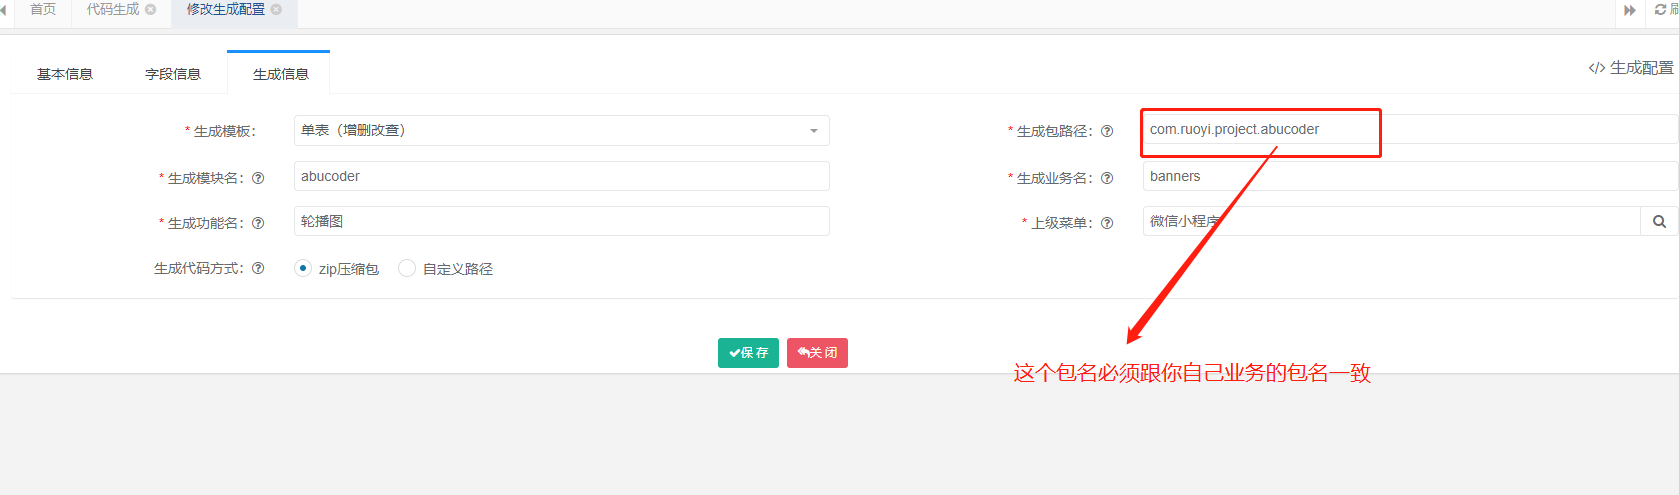 首页 代码生成 修改生成配置
基本信息 字段信息 生成信息 </> 生成配置
* 生成模板： 单表（增删改查） * 生成包路径： com.ruoyi.project.abucoder
* 生成模块名： abucoder * 生成业务名： banners
* 生成功能名： 轮播图 * 上级菜单： 微信小程序
生成代码方式： zip压缩包 自定义路径
保 存 关 闭
这个包名必须跟你自己业务的包名一致